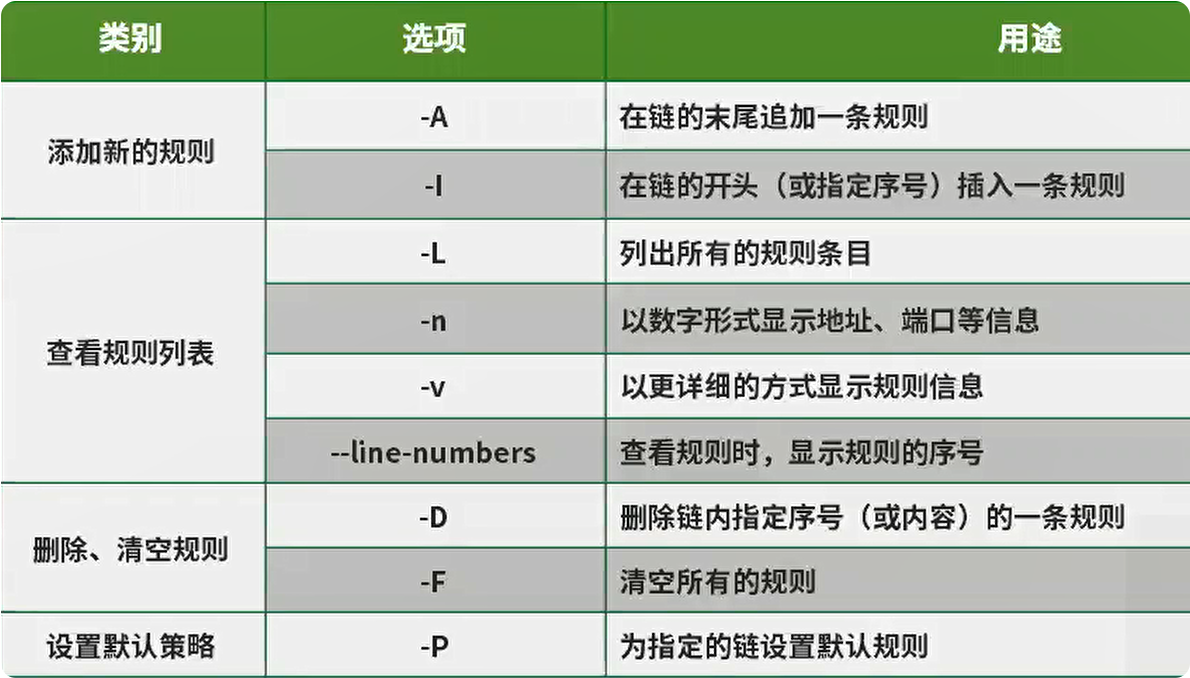 类别 选项 用途
添加新的规则
-A 在链的末尾追加一条规则
-I 在链的开头（或指定序号）插入一条规则
查看规则列表
-L 列出所有的规则条目
-n 以数字形式显示地址、端口等信息
-v 以更详细的方式显示规则信息
--line-numbers 查看规则时，显示规则的序号
删除、清空规则
-D 删除链内指定序号（或内容）的一条规则
-F 清空所有的规则
设置默认策略 -P 为指定的链设置默认规则